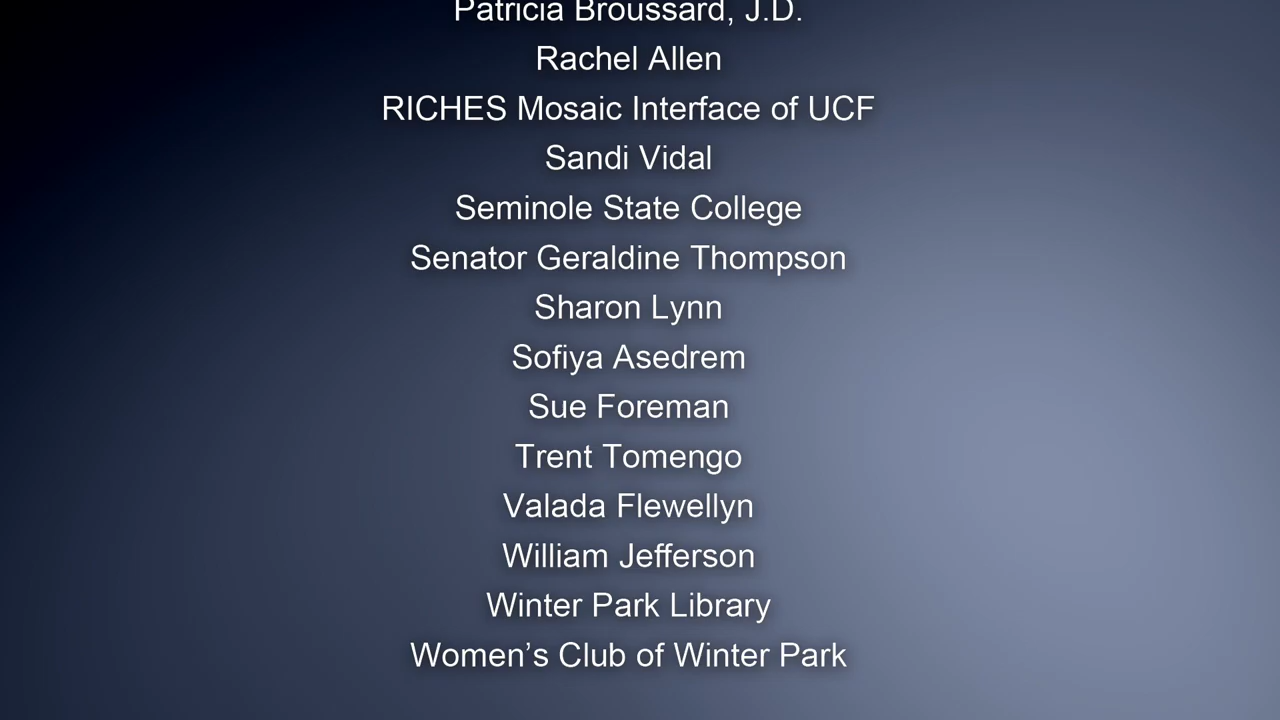 Patricia Broussard, J.D.
Rachel Allen
RICHES Mosaic Interface of UCF
Sandi Vidal
Seminole State College
Senator Geraldine Thompson
Sharon Lynn
Sofiya Asedrem
Sue Foreman
Trent Tomengo
Valada Flewellyn
William Jefferson
Winter Park Library
Women’s Club of Winter Park